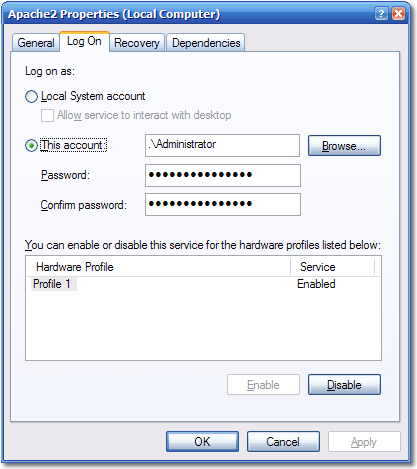 Apache2 Properties (Local Computer)
General Log On Recovery Dependencies
Log on as:
Local System account
Allow service to interact with desktop
This account: .\Administrator Browse...
Password: ●●●●●●●●●●●●●●●
Confirm password: ●●●●●●●●●●●●●●●
You can enable or disable this service for the hardware profiles listed below:
Hardware Profile Service
Profile 1 Enabled
Enable Disable
OK Cancel Apply